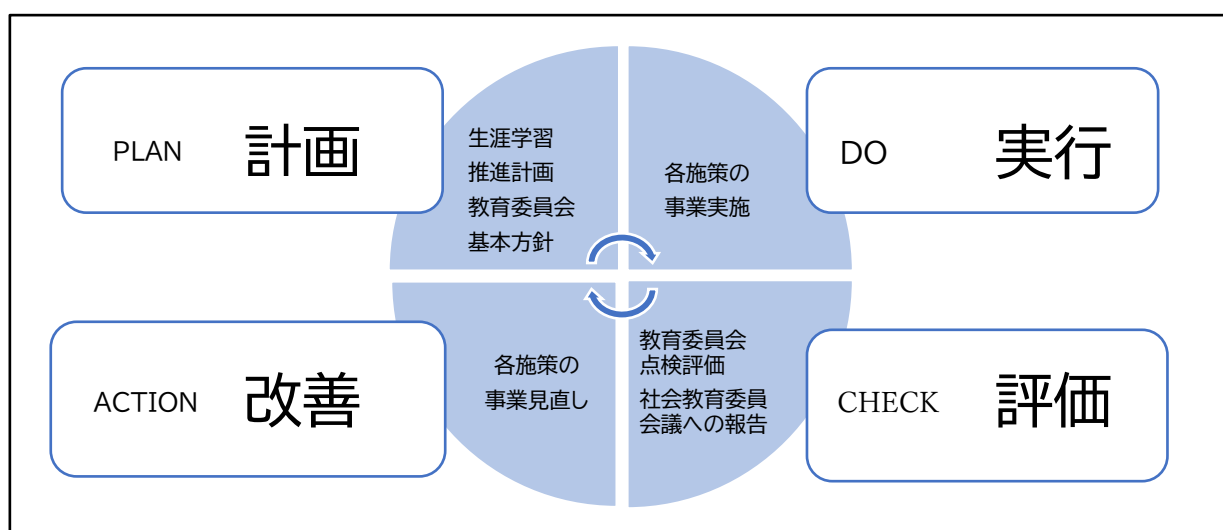 PLAN 計画
生涯学習
推進計画
教育委員会
基本方針
各施策の
事業実施
DO 実行
ACTION 改善
各施策の
事業見直し
教育委員会
点検評価
社会教育委員
会議への報告
CHECK 評価